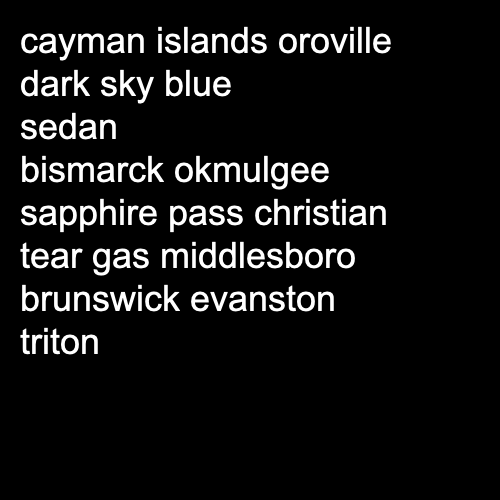 cayman islands oroville
dark sky blue
sedan
bismarck okmulgee
sapphire pass christian
tear gas middlesboro
brunswick evanston
triton